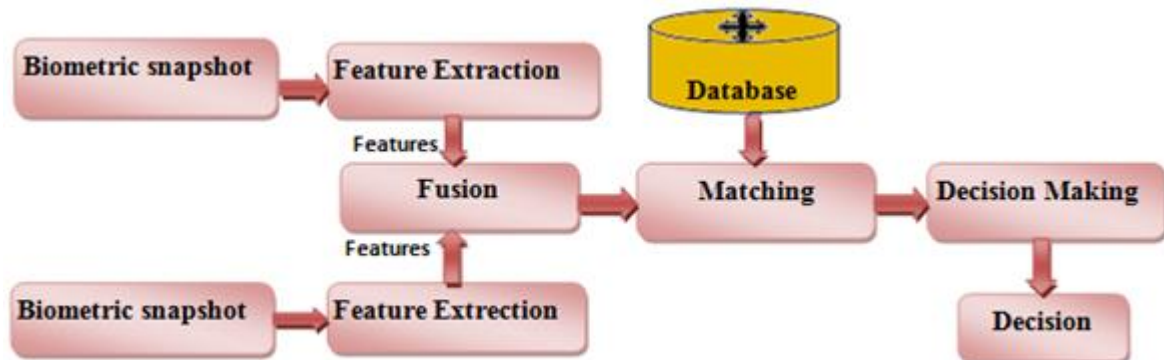 Biometric snapshot
Feature Extraction
Database
Features
Fusion
Matching
Decision Making
Features
Biometric snapshot
Feature Extrection
Decision